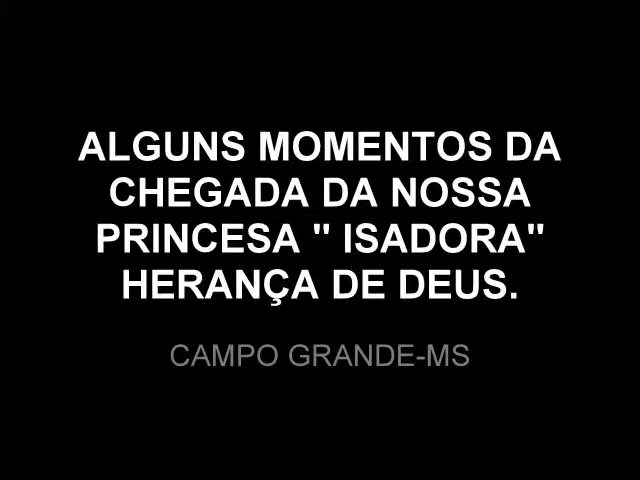 ALGUNS MOMENTOS DA
CHEGADA DA NOSSA
PRINCESA " ISADORA"
HERANÇA DE DEUS.
CAMPO GRANDE-MS